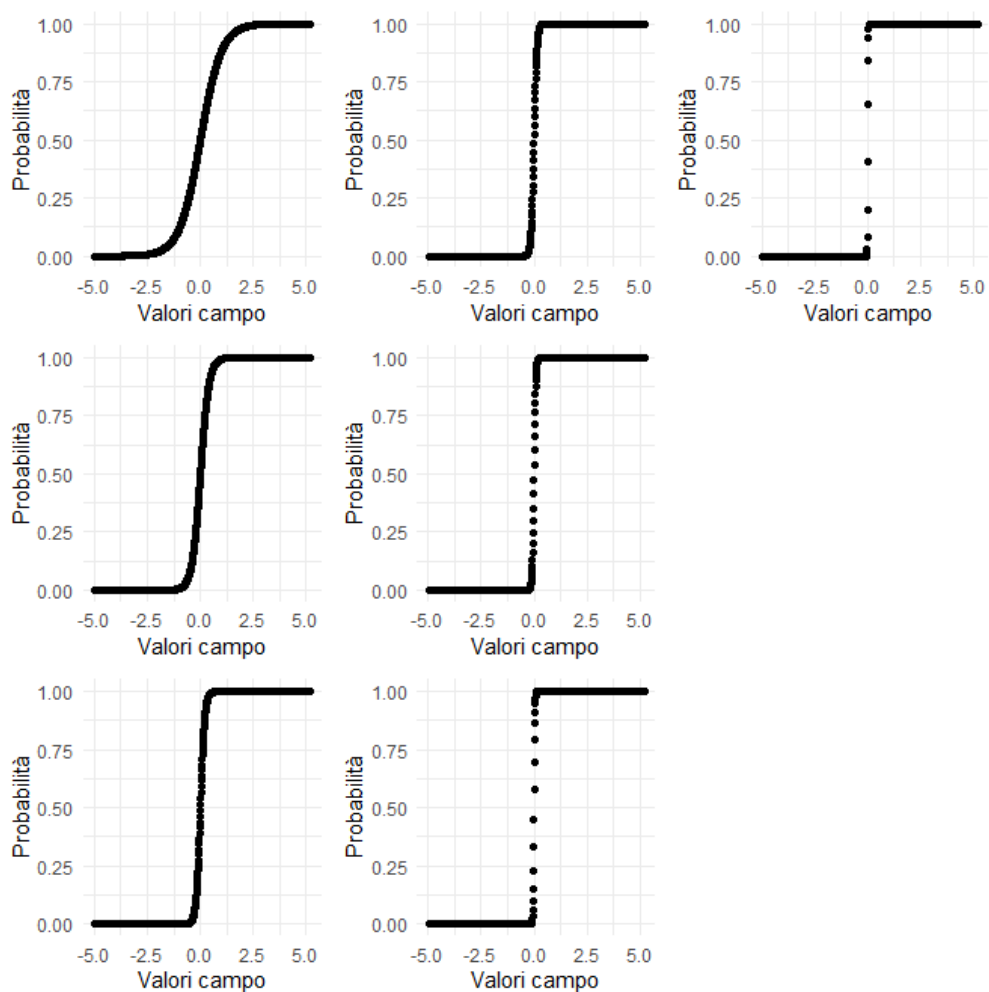 1.00 1.00 1.00
0.75 0.75 0.75
0.50 0.50 0.50
0.25 0.25 0.25
0.00 0.00 0.00
Probabilità Probabilità Probabilità
-5.0 -2.5 0.0 2.5 5.0 -5.0 -2.5 0.0 2.5 5.0 -5.0 -2.5 0.0 2.5 5.0
Valori campo Valori campo Valori campo
1.00 1.00
0.75 0.75
0.50 0.50
0.25 0.25
0.00 0.00
Probabilità Probabilità
-5.0 -2.5 0.0 2.5 5.0 -5.0 -2.5 0.0 2.5 5.0
Valori campo Valori campo
1.00 1.00
0.75 0.75
0.50 0.50
0.25 0.25
0.00 0.00
Probabilità Probabilità
-5.0 -2.5 0.0 2.5 5.0 -5.0 -2.5 0.0 2.5 5.0
Valori campo Valori campo